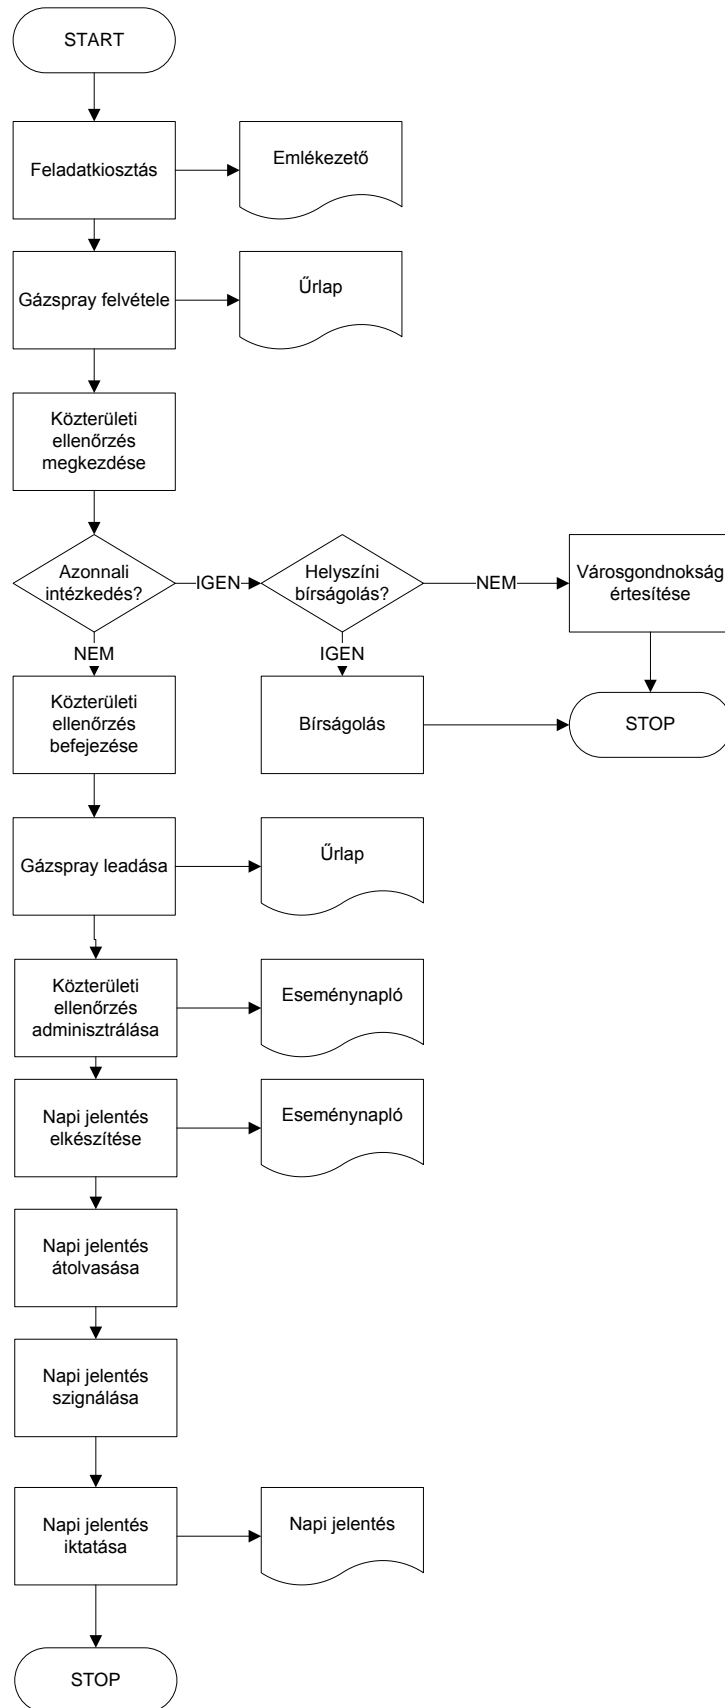 START
Feladatkiosztás
Emlékezető
Gázspray felvétele
Űrlap
Közterületi
ellenőrzés
megkezdése
Azonnali
intézkedés?
IGEN
Helyszíni
bírságolás?
NEM
Városgondnokság
értesítése
NEM
IGEN
Közterületi
ellenőrzés
befejezése
Bírságolás
STOP
Gázspray leadása
Űrlap
Közterületi
ellenőrzés
adminisztrálása
Eseménynapló
Napi jelentés
elkészítése
Eseménynapló
Napi jelentés
átolvasása
Napi jelentés
szignálása
Napi jelentés
iktatása
Napi jelentés
STOP